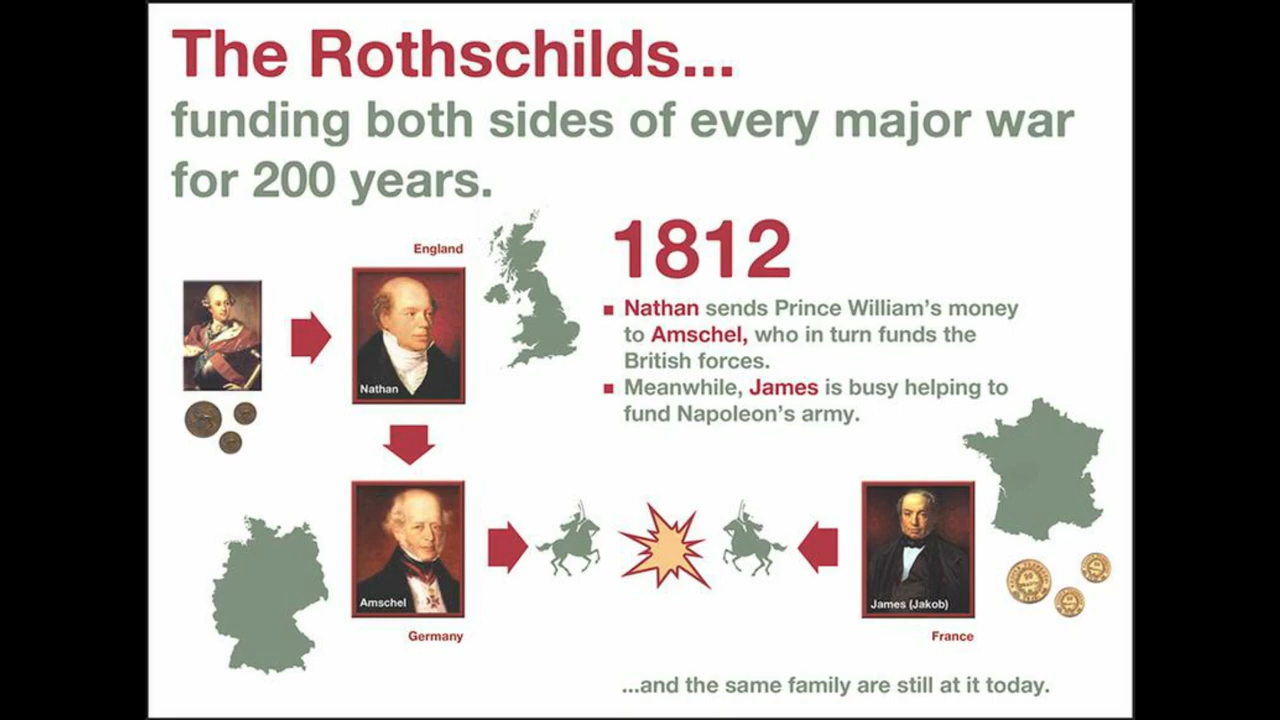 The Rothschilds...
funding both sides of every major war
for 200 years.
England
1812
Nathan sends Prince William's money
to Amschel, who in turn funds the
British forces.
Meanwhile, James is busy helping to
fund Napoleon's army.
Nathan
Amschel
James (Jakob)
Germany
France
...and the same family are still at it today.